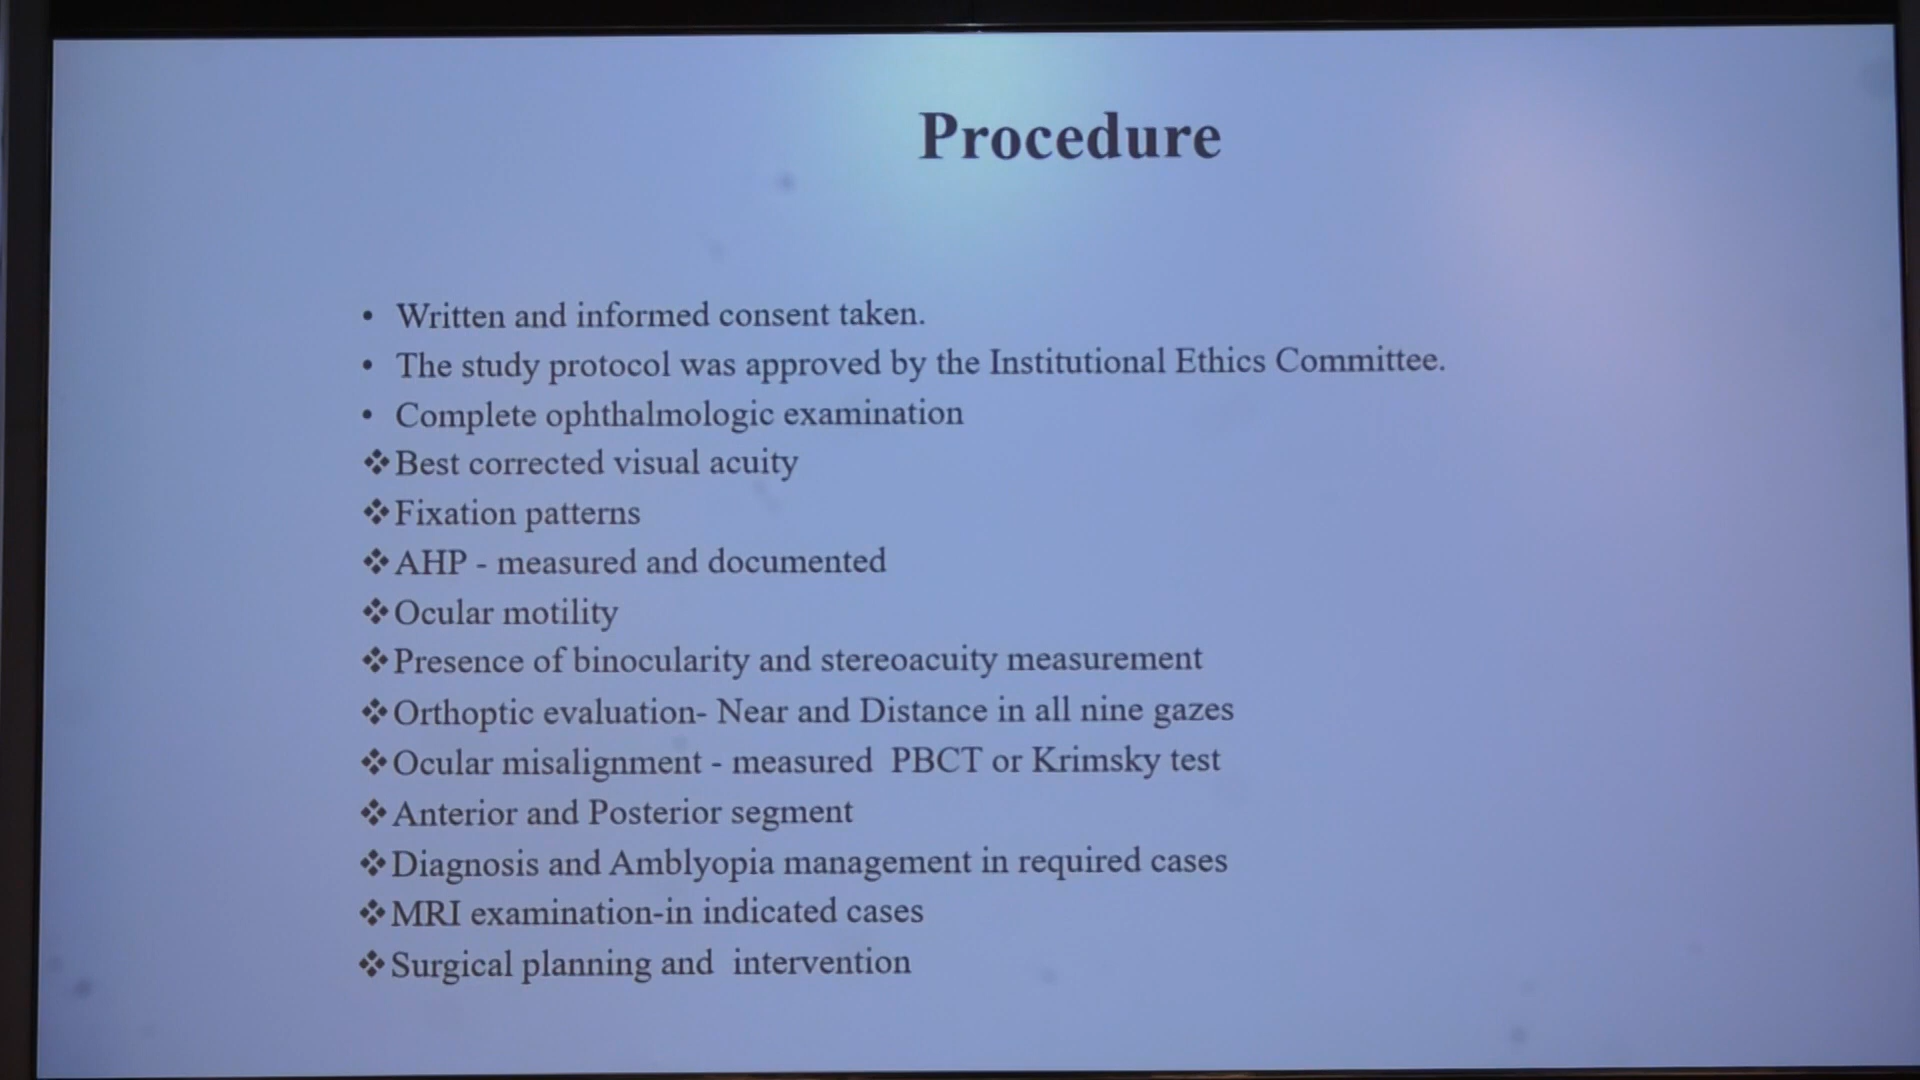 Procedure
• Written and informed consent taken.
• The study protocol was approved by the Institutional Ethics Committee.
• Complete ophthalmologic examination
❖Best corrected visual acuity
❖Fixation patterns
❖AHP - measured and documented
❖Ocular motility
❖Presence of binocularity and stereoacuity measurement
❖Orthoptic evaluation- Near and Distance in all nine gazes
❖Ocular misalignment - measured  PBCT or Krimsky test
❖Anterior and Posterior segment
❖Diagnosis and Amblyopia management in required cases
❖MRI examination-in indicated cases
❖Surgical planning and  intervention